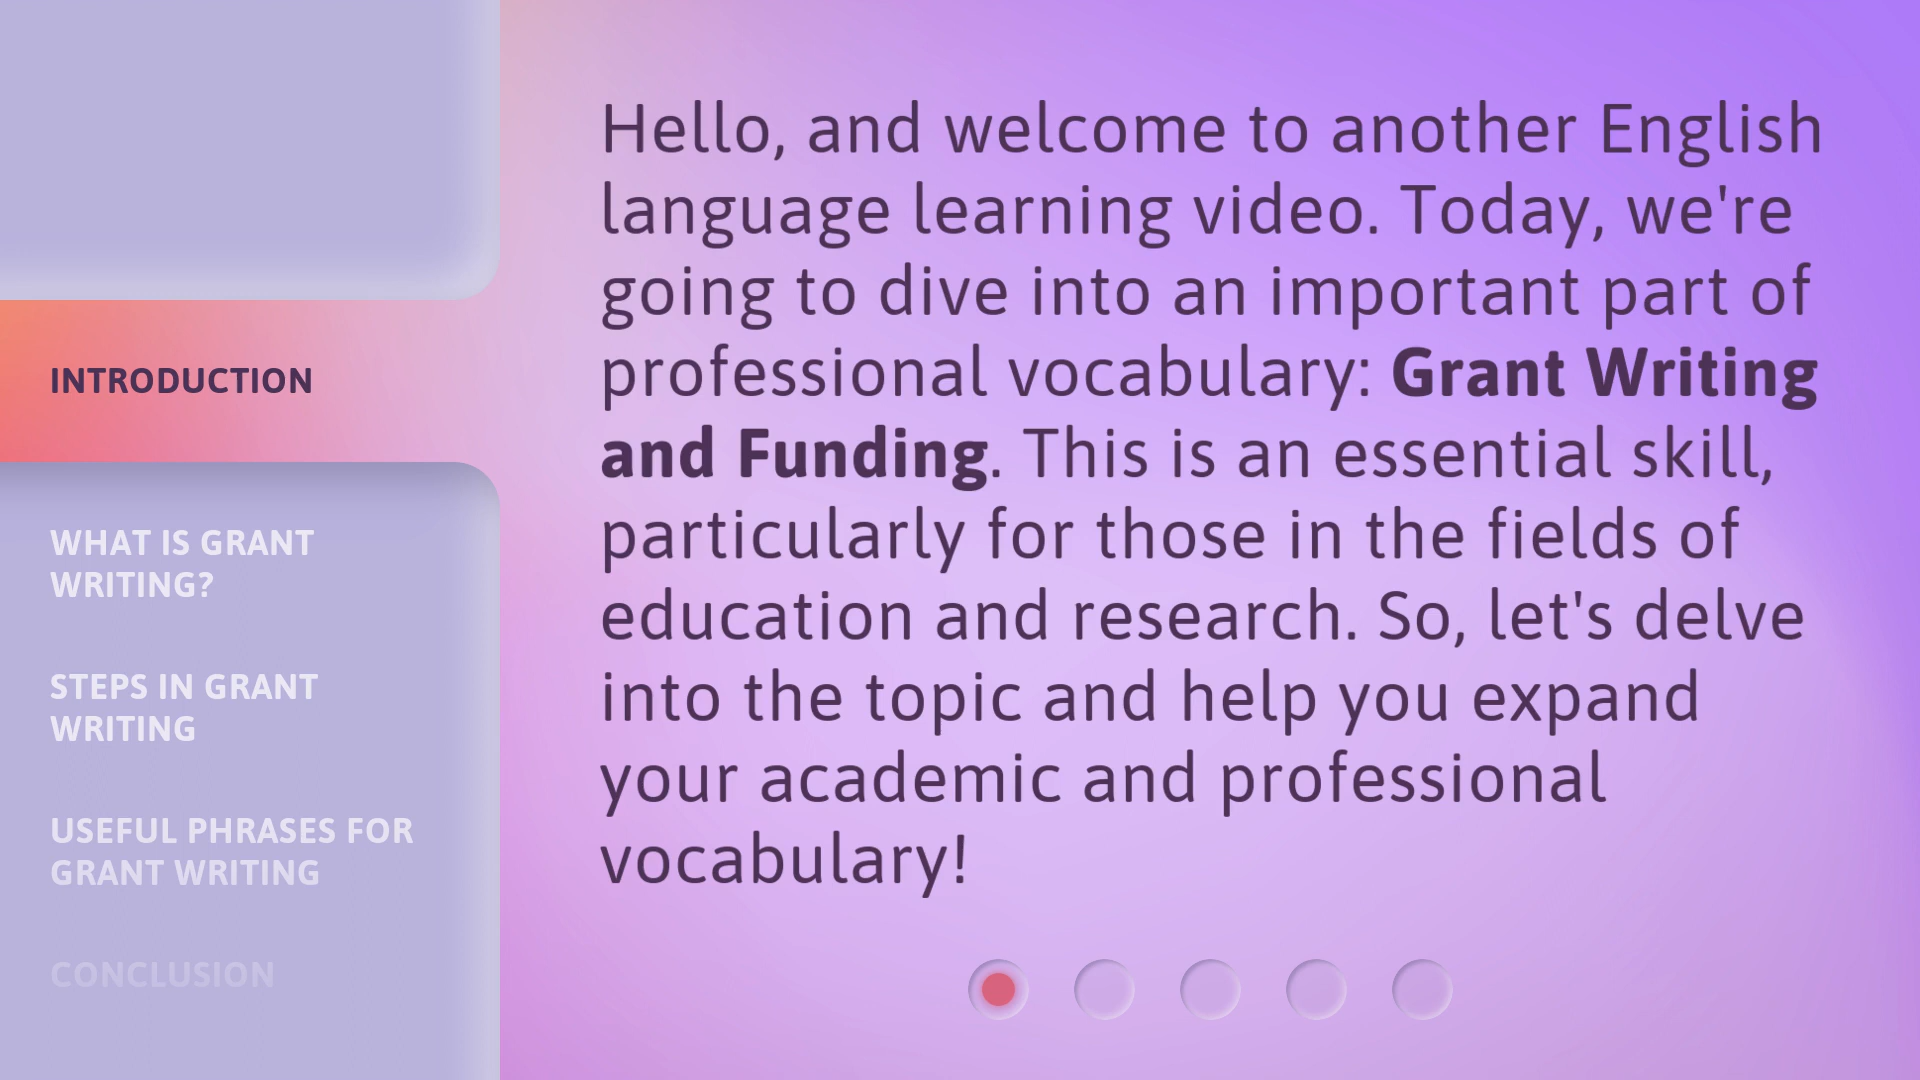 INTRODUCTION
WHAT IS GRANT
WRITING?
STEPS IN GRANT
WRITING
USEFUL PHRASES FOR
GRANT WRITING
CONCLUSION
Hello, and welcome to another English
language learning video. Today, we're
going to dive into an important part of
professional vocabulary: Grant Writing
and Funding. This is an essential skill,
particularly for those in the fields of
education and research. So, let's delve
into the topic and help you expand
your academic and professional
vocabulary!